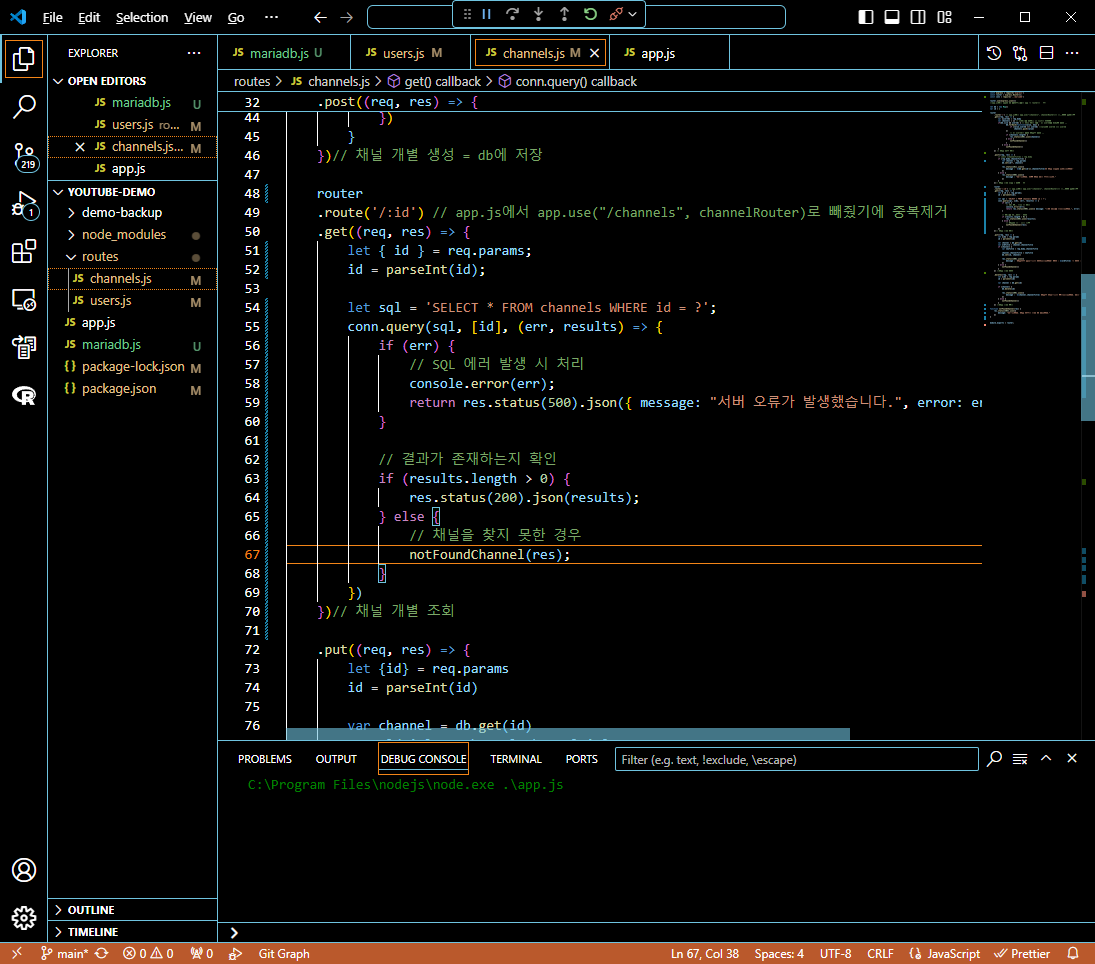 File Edit Selection View Go ···
EXPLORER ···
OPEN EDITORS
JS mariadb.js U
JS users.js ro... M
JS channels.js... M
JS app.js
YOUTUBE-DEMO
demo-backup
node_modules
routes
JS channels.js M
JS users.js M
JS app.js
JS mariadb.js U
{} package-lock.json M
{} package.json M
OUTLINE
TIMELINE
219
1
JS mariadb.js U JS users.js M JS channels.js M JS app.js
routes > JS channels.js > get() callback > conn.query() callback
32 .post((req, res) => {
44 })
45 }
46 })// 채널 개별 생성 = db에 저장
47
48 router
49 .route('/:id') // app.js에서 app.use("/channels", channelRouter)로 빼줬기에 중복제거
50 .get((req, res) => {
51 let { id } = req.params;
52 id = parseInt(id);
53
54 let sql = 'SELECT * FROM channels WHERE id = ?';
55 conn.query(sql, [id], (err, results) => {
56 if (err) {
57 // SQL 에러 발생 시 처리
58 console.error(err);
59 return res.status(500).json({ message: "서버 오류가 발생했습니다.", error: er
60 }
61
62 // 결과가 존재하는지 확인
63 if (results.length > 0) {
64 res.status(200).json(results);
65 } else {
66 // 채널을 찾지 못한 경우
67 notFoundChannel(res);
68 }
69 })
70 })// 채널 개별 조회
71
72 .put((req, res) => {
73 let {id} = req.params
74 id = parseInt(id)
75
76 var channel = db.get(id)
PROBLEMS OUTPUT DEBUG CONSOLE TERMINAL PORTS Filter (e.g. text, !exclude, \escape)
C:\Program Files\nodejs\node.exe .\app.js
main* 0 0 0 Git Graph Ln 67, Col 38 Spaces: 4 UTF-8 CRLF {} JavaScript Prettier